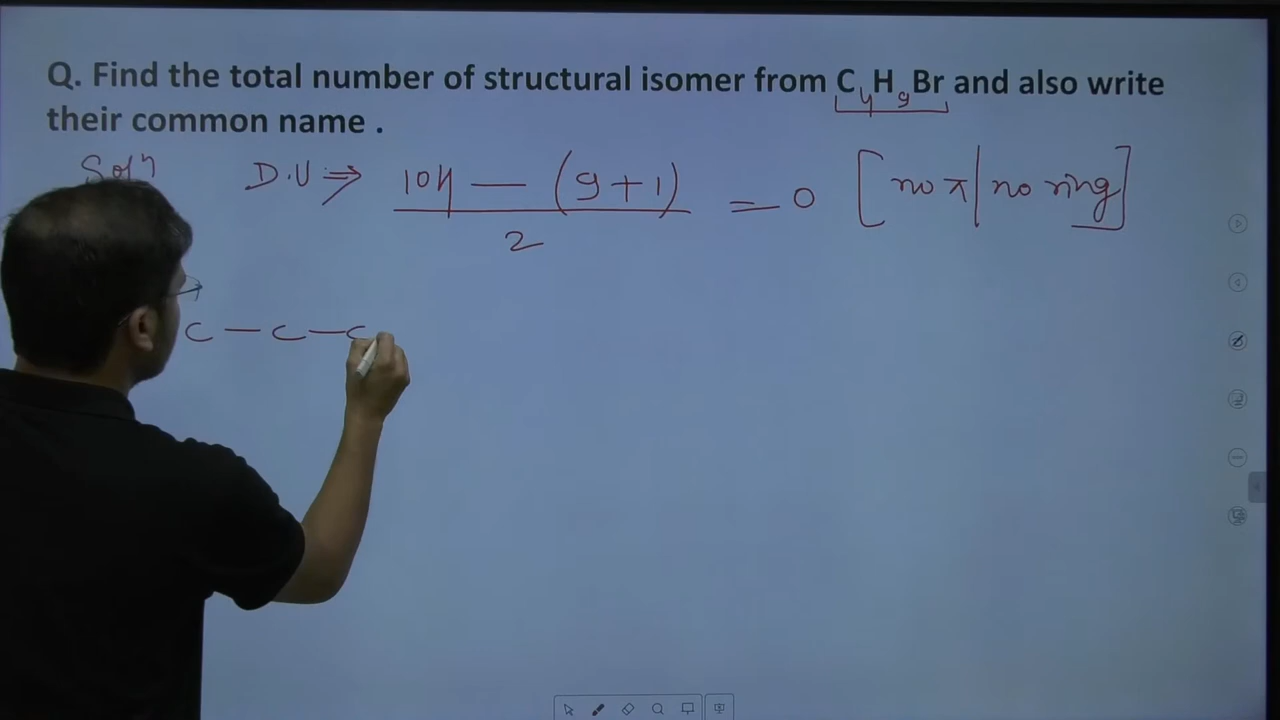 Q. Find the total number of structural isomer from C₄H₉Br and also write
their common name .
Solⁿ D.U ⇒ 10 4 — (9 + 1) / 2 = 0 [no π | no ring]
C — C — C